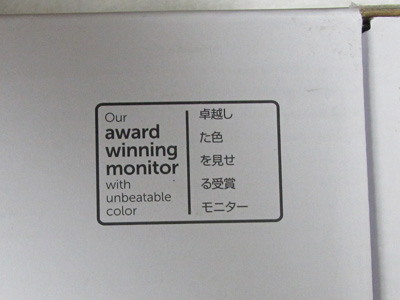 Our
award
winning
monitor
with
unbeatable
color
卓越し
た色
を見せ
る受賞
モニター